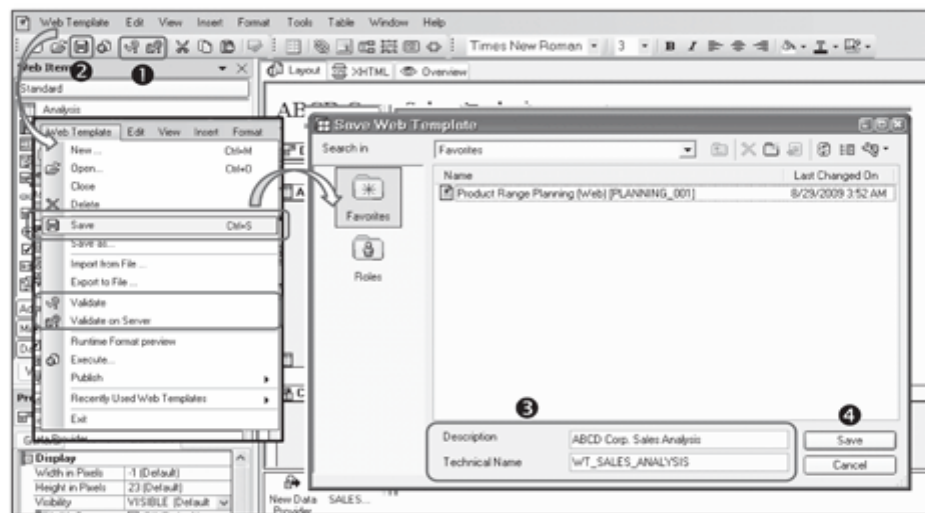 Web Template Edit View Insert Format Tools Table Window Help
Times New Roman 3 B I
Web
❷ ❶
Layout XHTML Overview
Standard
Analysis
Web Template Edit View Insert Format
New ... Ctrl+M
Open... Ctrl+O
Close
Delete
Save Ctrl+S
Save as...
Import from File ...
Export to File ...
Validate
Validate on Server
Runtime Format preview
Execute...
Publish
Recently Used Web Templates
Exit
Save Web Template
Search in Favorites
Favorites
Roles
Name Last Changed On
Product Range Planning (Web) [PLANNING_001] 8/29/2009 3:52 AM
❸ ❹
Description ABCD Corp. Sales Analysis Save
Technical Name WT_SALES_ANALYSIS Cancel
Display
Width in Pixels -1 (Default)
Height in Pixels 23 (Default)
Visibility VISIBLE (Default
New Data SALES...
Provider